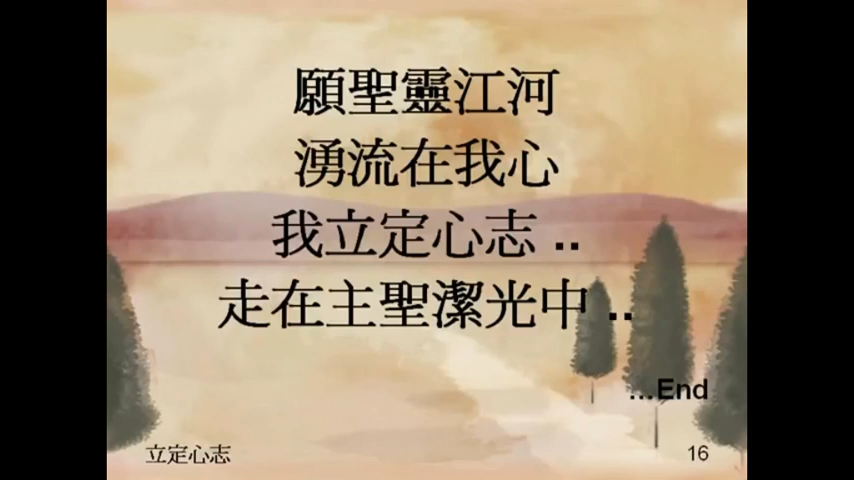 願聖靈江河
湧流在我心
我立定心志 ..
走在主聖潔光中 ..
...End
立定心志
16